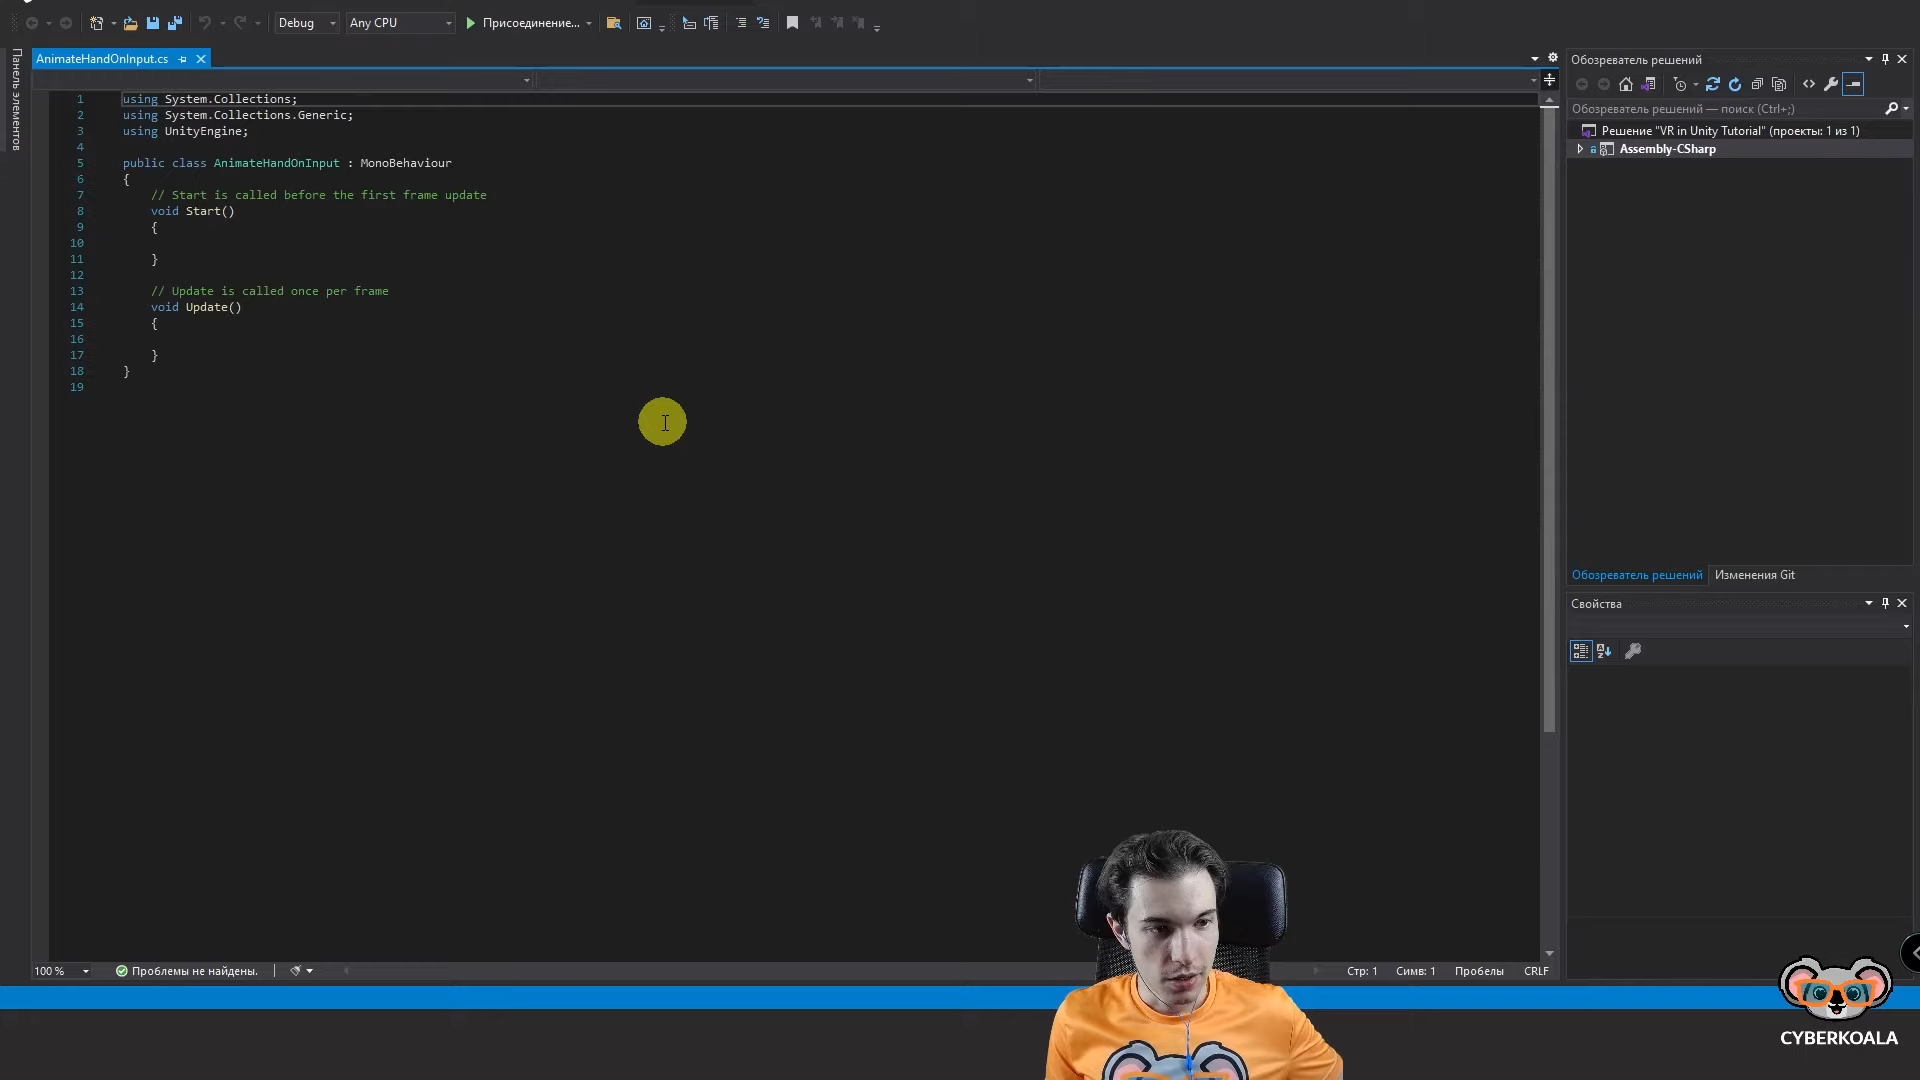 Debug
Any CPU
Присоединение...
Панель элементов
AnimateHandOnInput.cs
1 using System.Collections;
2 using System.Collections.Generic;
3 using UnityEngine;
4
5 public class AnimateHandOnInput : MonoBehaviour
6 {
7 // Start is called before the first frame update
8 void Start()
9 {
10
11 }
12
13 // Update is called once per frame
14 void Update()
15 {
16
17 }
18 }
19
100 %
Проблемы не найдены.
Стр: 1
Симв: 1
Пробелы
CRLF
Обозреватель решений
Обозреватель решений — поиск (Ctrl+;)
Решение "VR in Unity Tutorial" (проекты: 1 из 1)
Assembly-CSharp
Обозреватель решений
Изменения Git
Свойства
CYBERKOALA